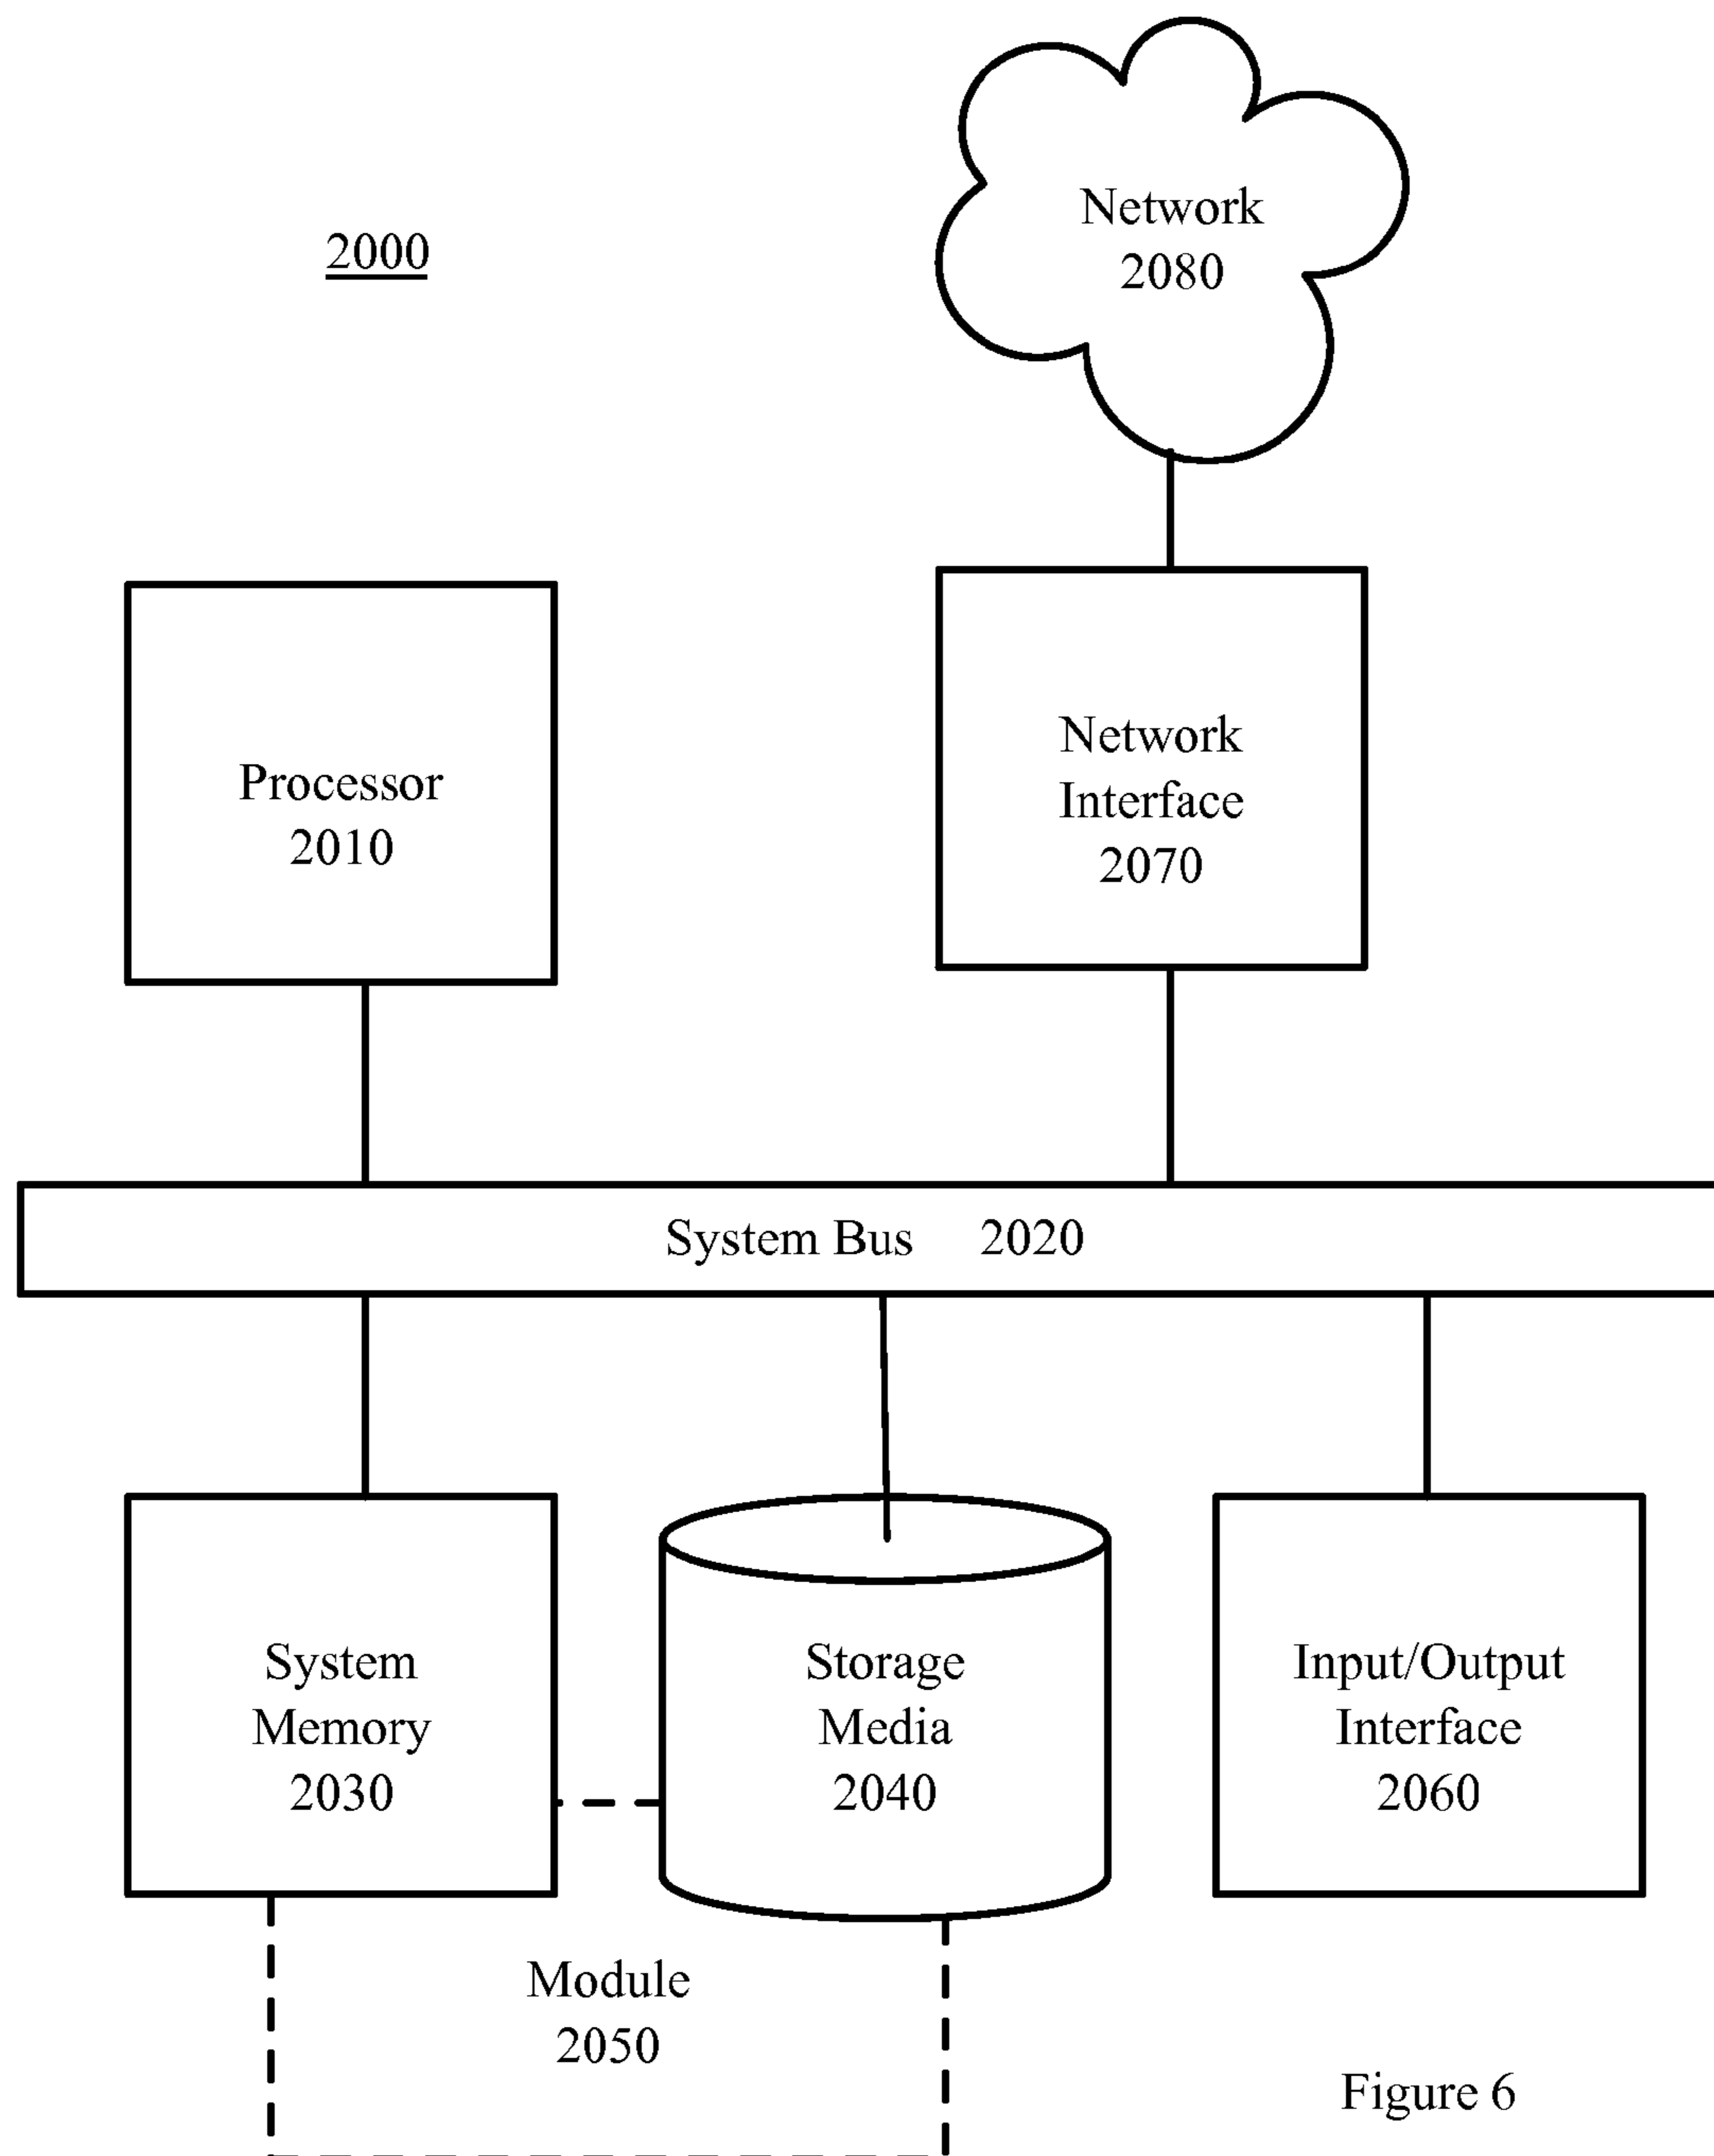 Network
2080
2000
Network
Interface
2070
Processor
2010
System Bus 2020
System
Memory
2030
Storage
Media
2040
Input/Output
Interface
2060
Module
2050
Figure 6